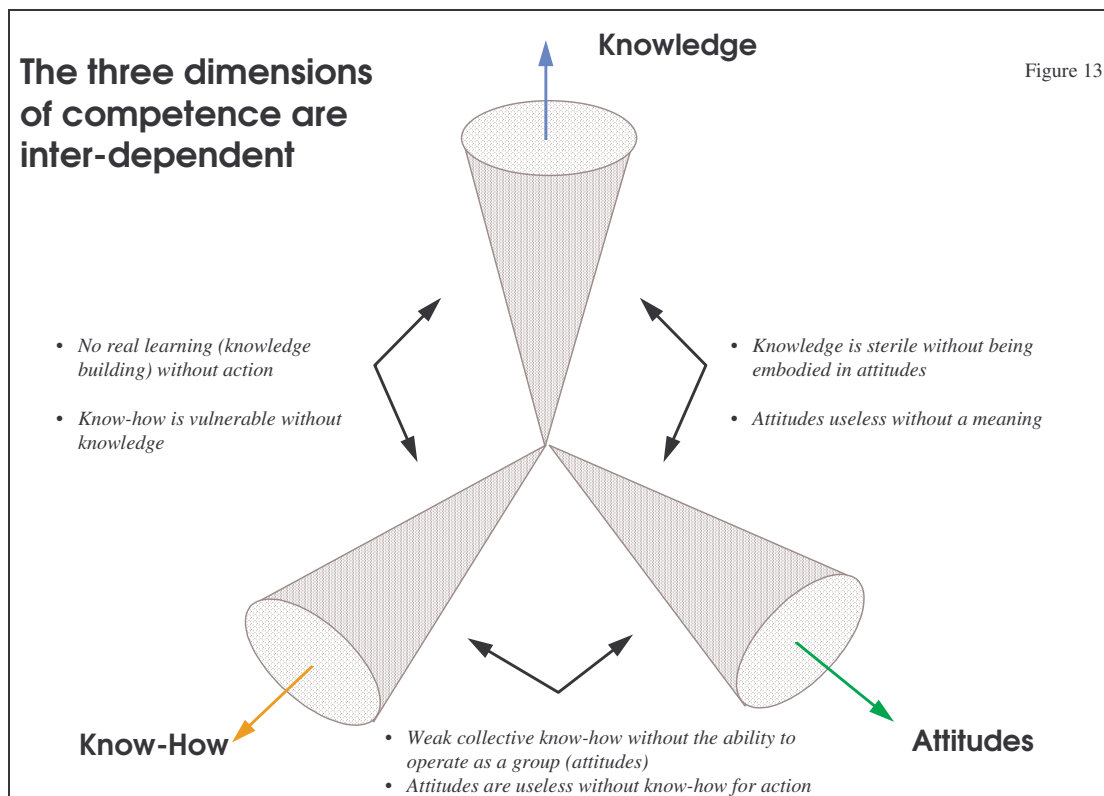 The three dimensions
of competence are
inter-dependent
Knowledge
Figure 13
• No real learning (knowledge
building) without action
• Know-how is vulnerable without
knowledge
• Knowledge is sterile without being
embodied in attitudes
• Attitudes useless without a meaning
Know-How
Attitudes
• Weak collective know-how without the ability to
operate as a group (attitudes)
• Attitudes are useless without know-how for action